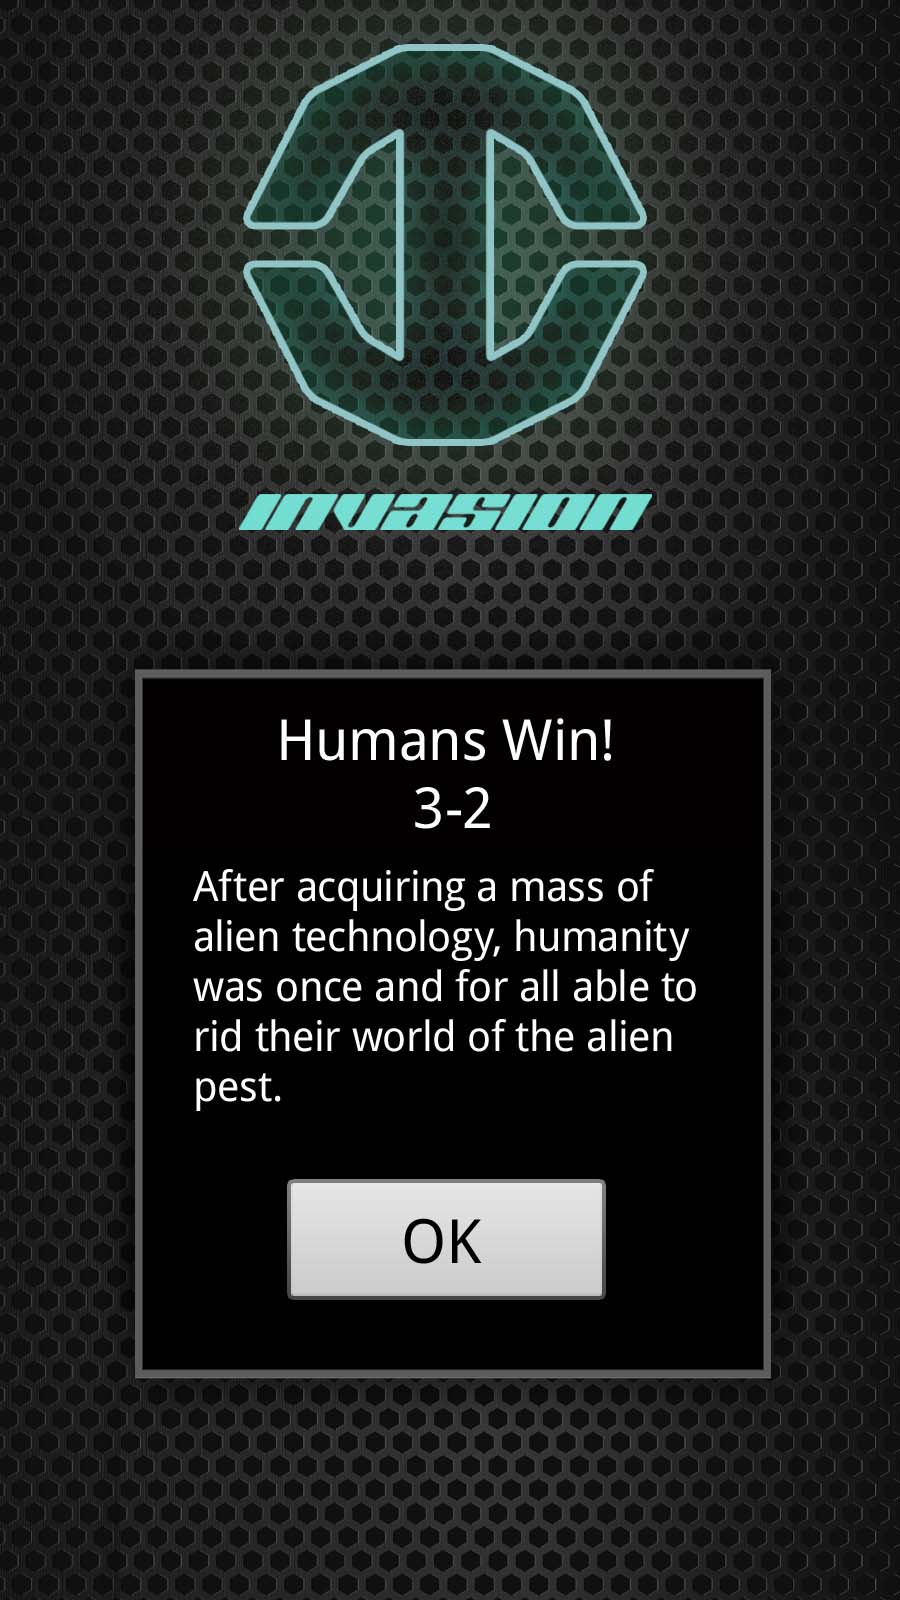 INVASION
Humans Win!
3-2
After acquiring a mass of
alien technology, humanity
was once and for all able to
rid their world of the alien
pest.
OK